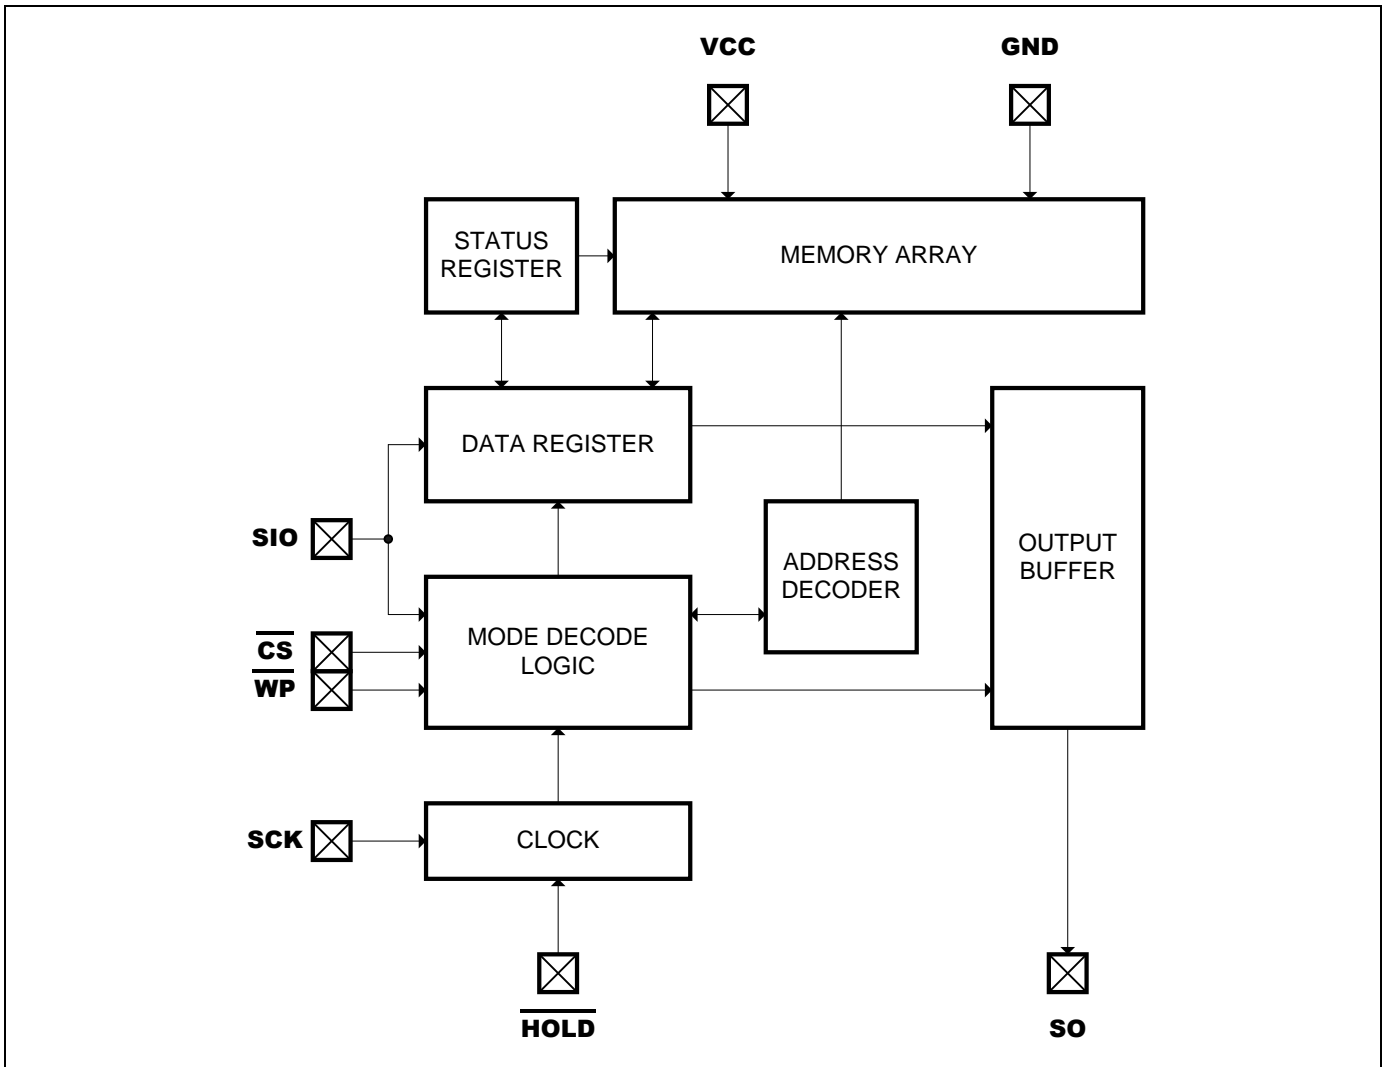 VCC
GND
STATUS
REGISTER
MEMORY ARRAY
DATA REGISTER
SIO
ADDRESS
DECODER
OUTPUT
BUFFER
CS
MODE DECODE
LOGIC
WP
SCK
CLOCK
HOLD
SO